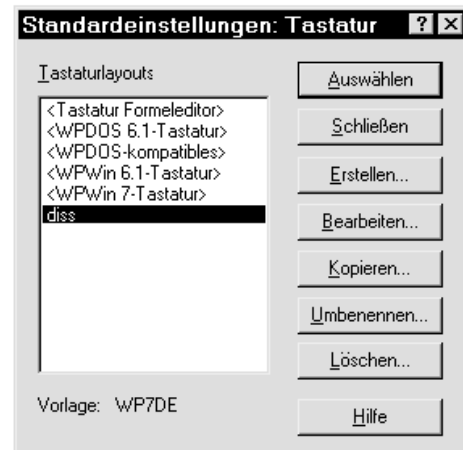 Standardeinstellungen: Tastatur
Tastaturlayouts
<Tastatur Formeleditor>
<WPDOS 6.1-Tastatur>
<WPDOS-kompatibles>
<WPWin 6.1-Tastatur>
<WPWin 7-Tastatur>
diss
Vorlage: WP7DE
Auswählen
Schließen
Erstellen...
Bearbeiten...
Kopieren...
Umbenennen...
Löschen...
Hilfe